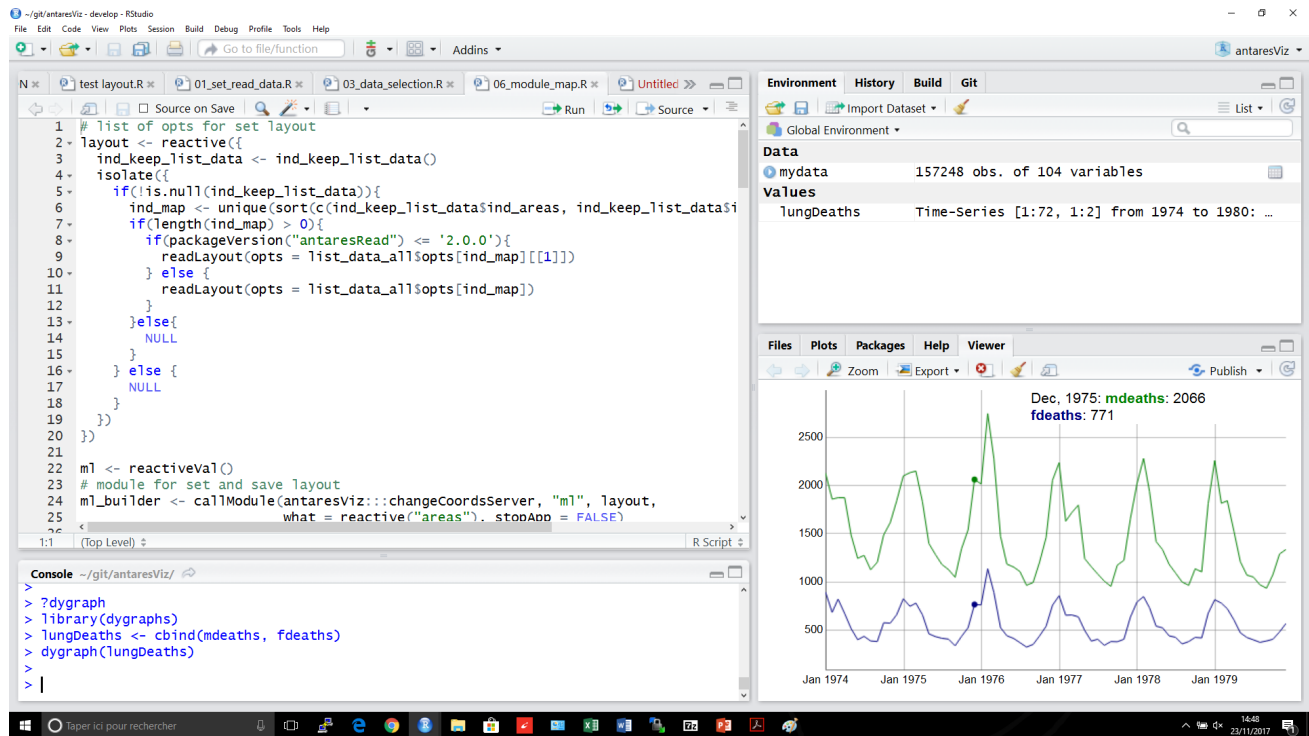 ~/git/antaresViz - develop - RStudio
File Edit Code View Plots Session Build Debug Profile Tools Help
Go to file/function Addins antaresViz
N test layout.R 01_set_read_data.R 03_data_selection.R 06_module_map.R Untitled
Source on Save Run Source
1 # list of opts for set layout
2 layout <- reactive({
3 ind_keep_list_data <- ind_keep_list_data()
4 isolate({
5 if(!is.null(ind_keep_list_data)){
6 ind_map <- unique(sort(c(ind_keep_list_data$ind_areas, ind_keep_list_data$i
7 if(length(ind_map) > 0){
8 if(packageVersion("antaresRead") <= '2.0.0'){
9 readLayout(opts = list_data_all$opts[ind_map][[1]])
10 } else {
11 readLayout(opts = list_data_all$opts[ind_map])
12 }
13 }else{
14 NULL
15 }
16 } else {
17 NULL
18 }
19 })
20 })
21
22 ml <- reactiveVal()
23 # module for set and save layout
24 ml_builder <- callModule(antaresViz:::changeCoordsServer, "ml", layout,
25 what = reactive("areas"), stopApp = FALSE)
26
1:1 (Top Level) R Script
Console ~/git/antaresViz/
>
> ?dygraph
> library(dygraphs)
> lungDeaths <- cbind(mdeaths, fdeaths)
> dygraph(lungDeaths)
>
>
Environment History Build Git
Import Dataset List
Global Environment
Data
mydata 157248 obs. of 104 variables
Values
lungDeaths Time-Series [1:72, 1:2] from 1974 to 1980: …
Files Plots Packages Help Viewer
Zoom Export Publish
Dec, 1975: mdeaths: 2066
fdeaths: 771
2500
2000
1500
1000
500
Jan 1974 Jan 1975 Jan 1976 Jan 1977 Jan 1978 Jan 1979
Taper ici pour rechercher
14:48
23/11/2017